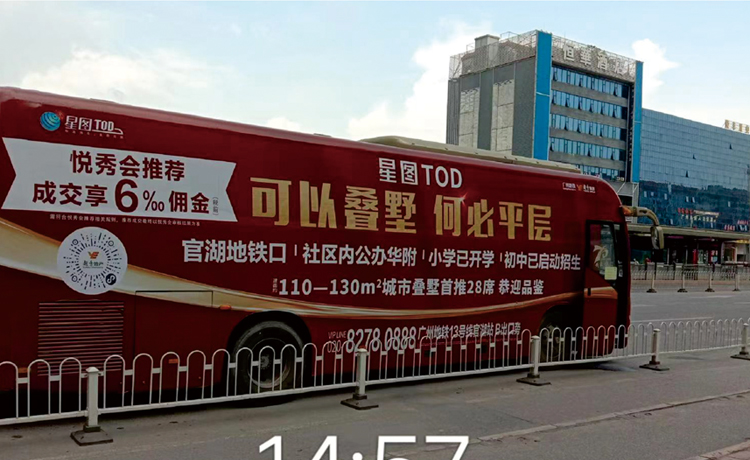 星图TOD
悦秀会推荐
成交享6‰佣金
星图TOD
可以叠墅 何必平层
官湖地铁口|社区内公办华附|小学已开学|初中已启动招生
110—130m²城市叠墅首推28席 恭迎品鉴
VIP LINE
020 8278 0888 广州地铁13号线官湖站 B出口旁
14:57